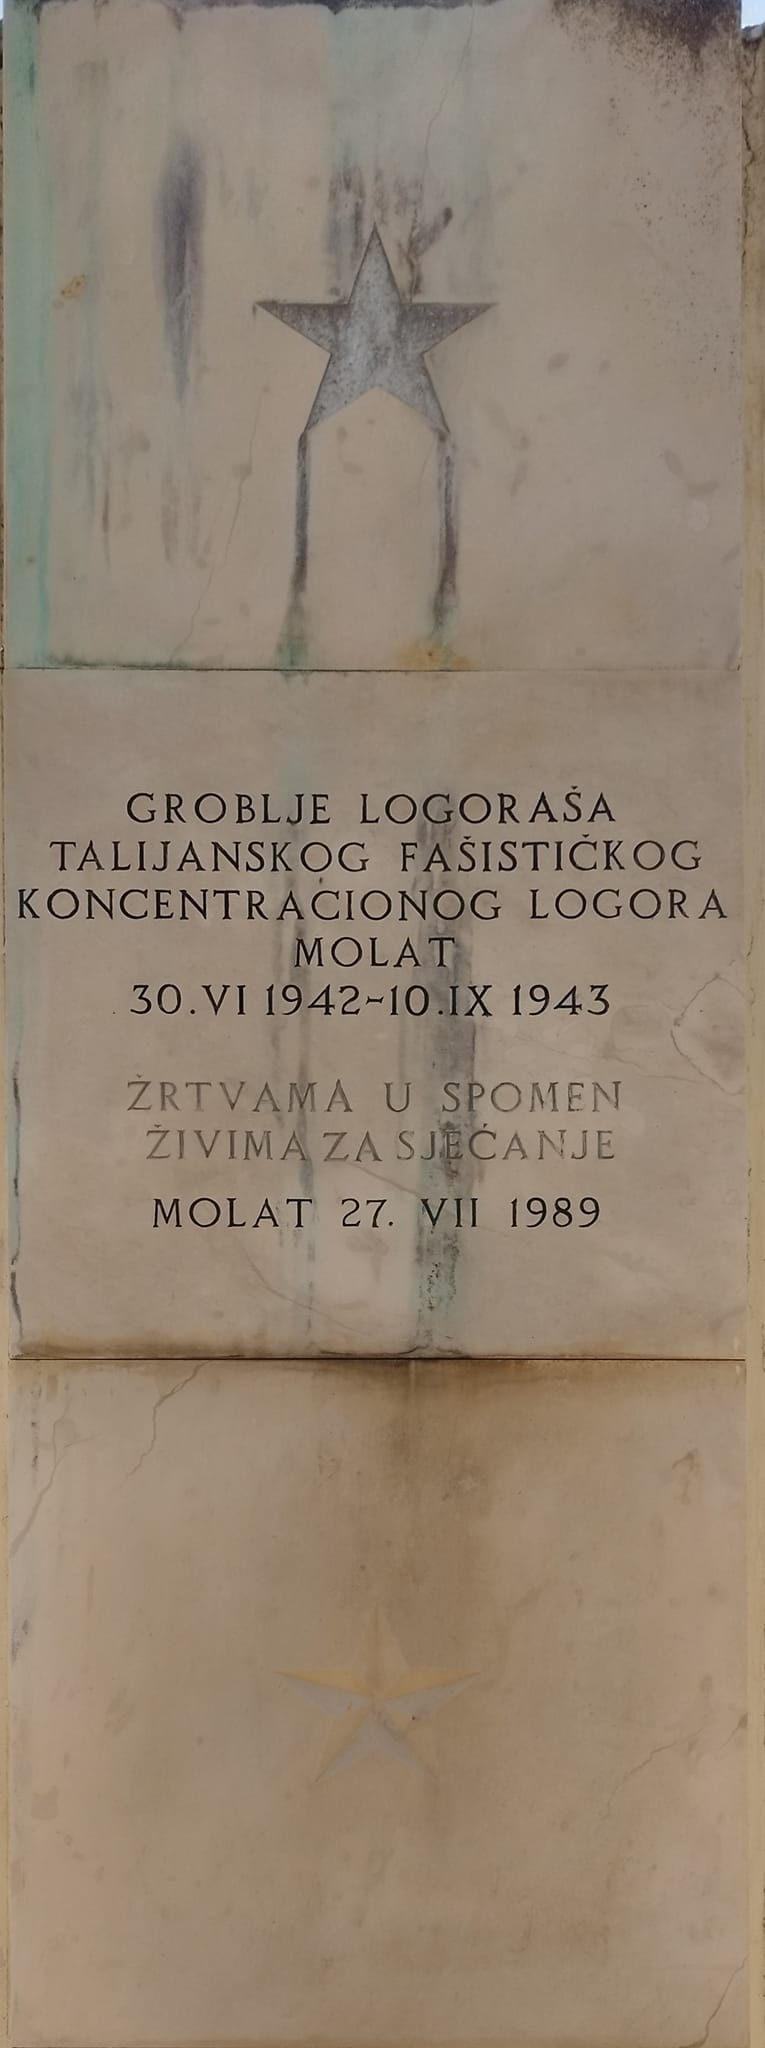 GROBLJE LOGORAŠA
TALIJANSKOG FAŠISTIČKOG
KONCENTRACIONOG LOGORA
MOLAT
30.VI 1942-10.IX 1943
ŽRTVAMA U SPOMEN
ŽIVIMA ZA SJEĆANJE
MOLAT 27. VII 1989